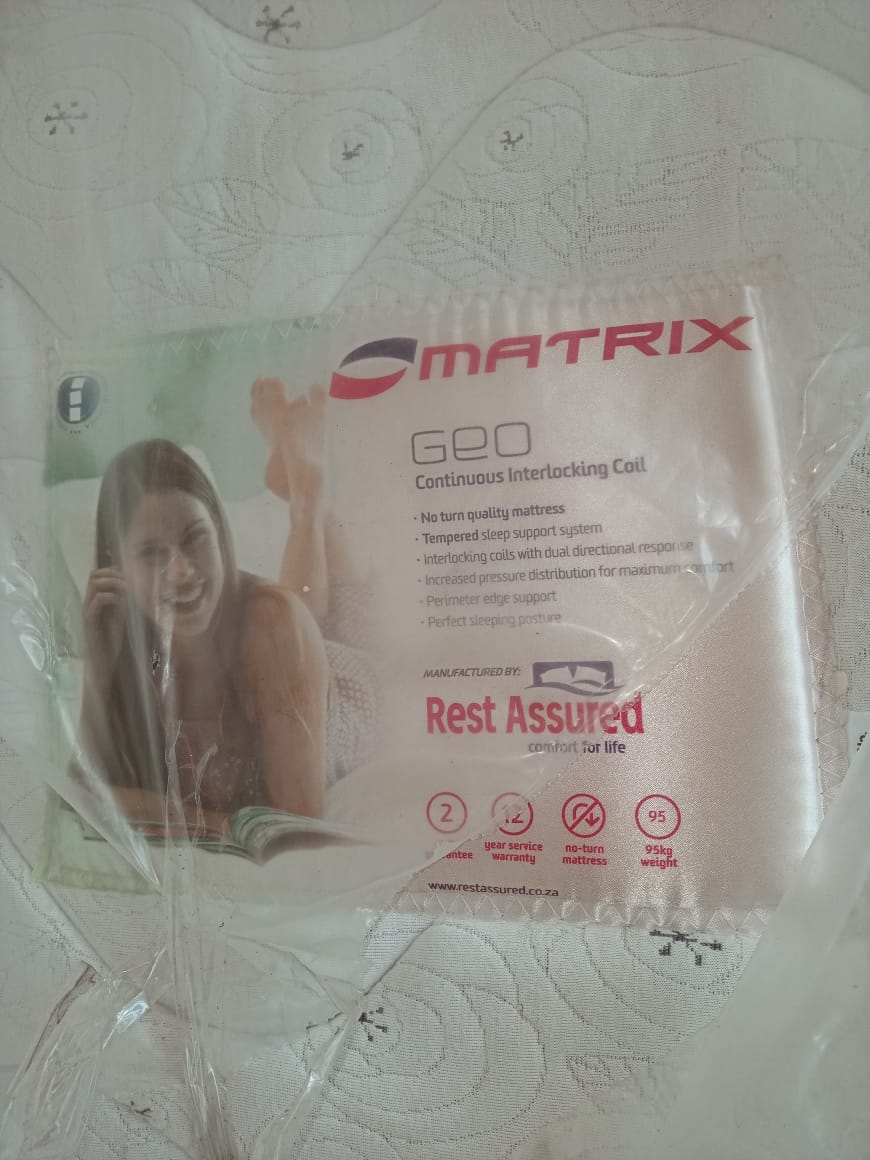 MATRIX
Geo
Continuous Interlocking Coil
• No turn quality mattress
• Tempered sleep support system
• Interlocking coils with dual directional response
• Increased pressure distribution for maximum comfort
• Perimeter edge support
• Perfect sleeping posture
MANUFACTURED BY:
Rest Assured
comfort for life
2
12
95
year service
warranty
no-turn
mattress
95kg
weight
www.restassured.co.za